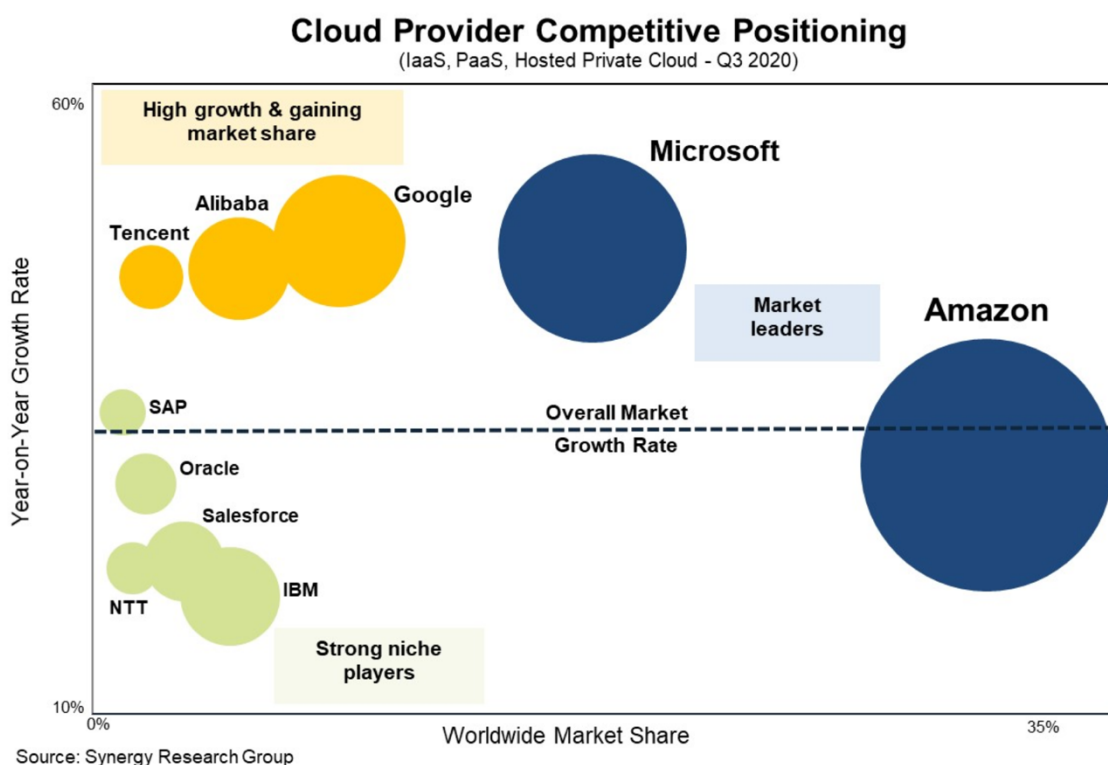 Cloud Provider Competitive Positioning
(IaaS, PaaS, Hosted Private Cloud - Q3 2020)
60%
High growth & gaining
market share
Microsoft
Google
Alibaba
Tencent
Year-on-Year Growth Rate
Market
leaders
Amazon
SAP
Overall Market
Growth Rate
Oracle
Salesforce
IBM
NTT
Strong niche
players
10%
0%
Worldwide Market Share
35%
Source: Synergy Research Group